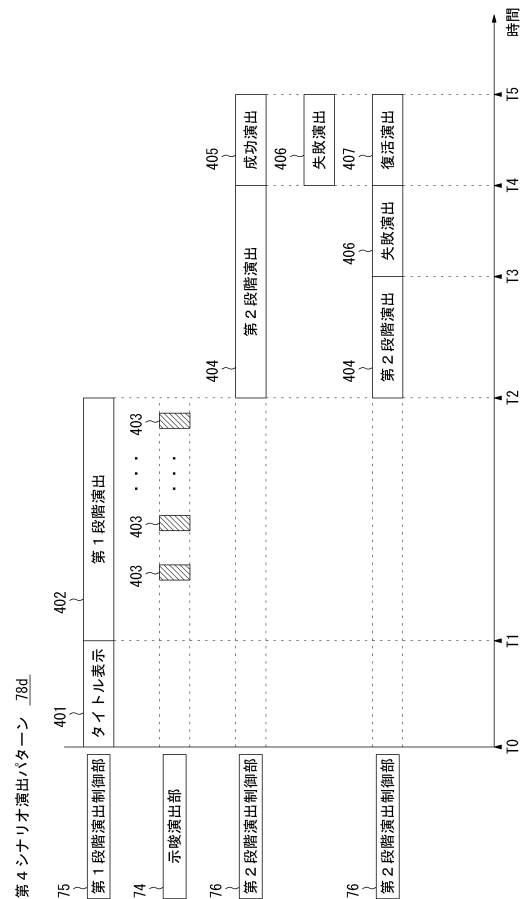 第４シナリオ演出パターン 78d
75
第１段階演出制御部
401
タイトル表示
402
第１段階演出
74
示唆演出部
403
403
・・・・
403
・・・
76
第２段階演出制御部
404
第２段階演出
405
成功演出
406
失敗演出
76
第２段階演出制御部
404
第２段階演出
406
失敗演出
407
復活演出
T0
T1
T2
T3
T4
T5
時間